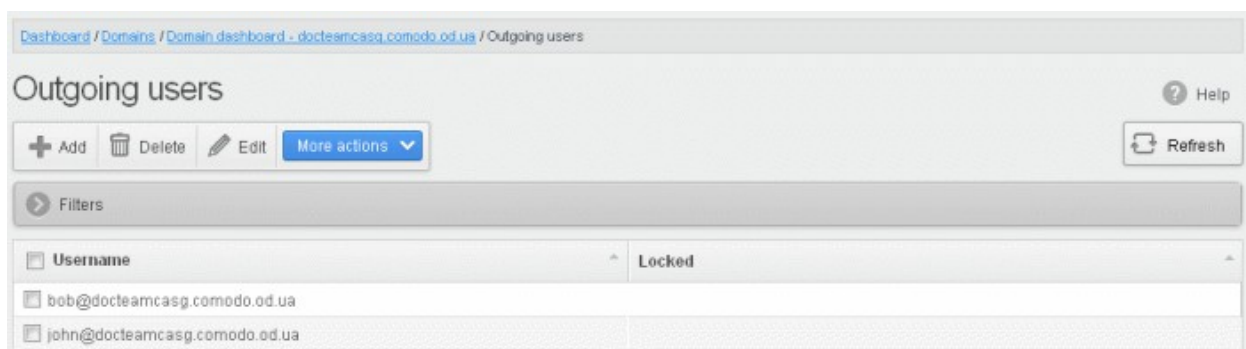 Dashboard / Domains / Domain dashboard - docteamcasg.comodo.od.ua / Outgoing users
Outgoing users
Help
Add Delete Edit More actions
Refresh
Filters
Username Locked
bob@docteamcasg.comodo.od.ua
john@docteamcasg.comodo.od.ua